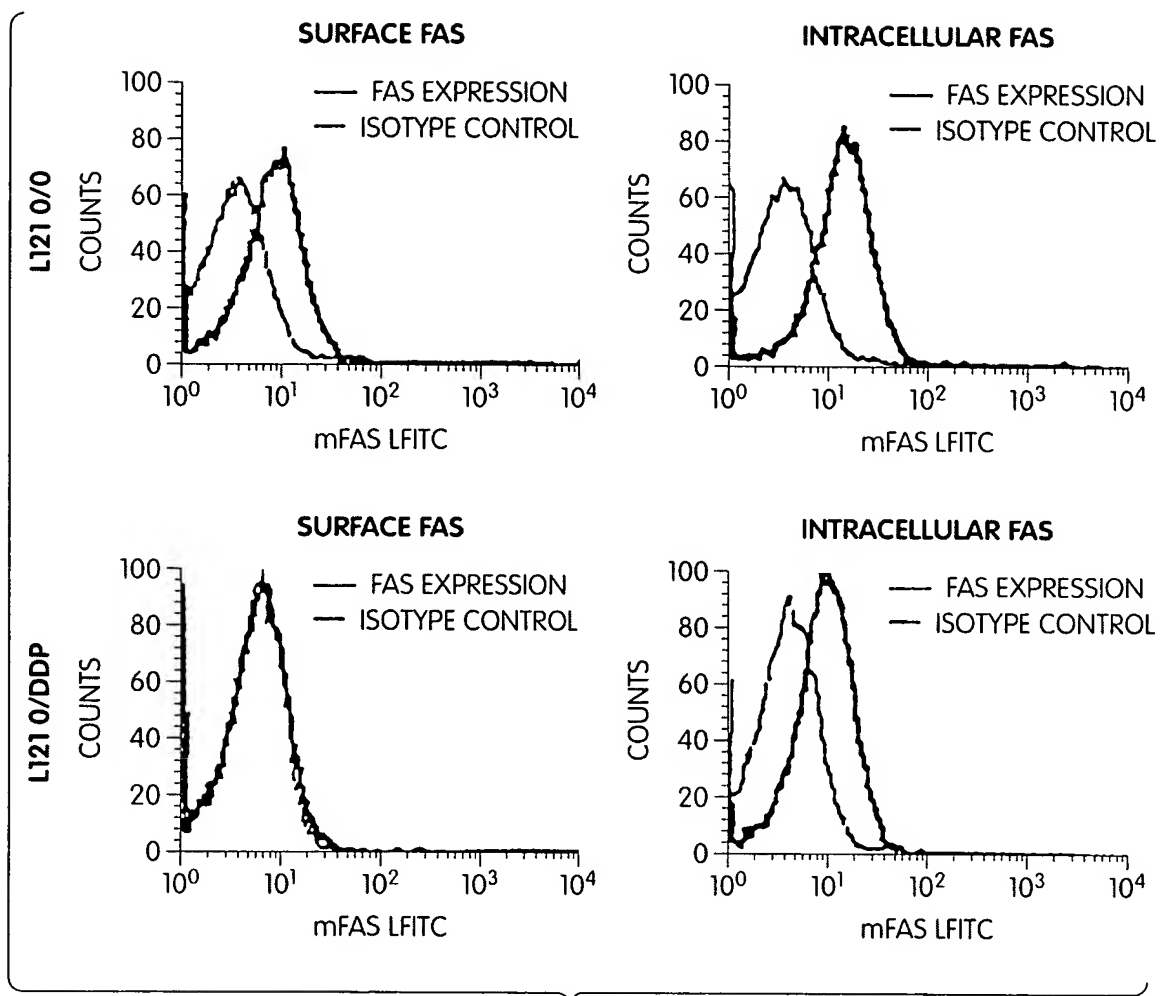 SURFACE FAS
L121 0/0
COUNTS
100
80
60
40
20
0
FAS EXPRESSION
ISOTYPE CONTROL
10⁰ 10¹ 10² 10³ 10⁴
mFAS LFITC
INTRACELLULAR FAS
COUNTS
100
80
60
40
20
0
FAS EXPRESSION
ISOTYPE CONTROL
10⁰ 10¹ 10² 10³ 10⁴
mFAS LFITC
SURFACE FAS
L121 0/DDP
COUNTS
100
80
60
40
20
0
FAS EXPRESSION
ISOTYPE CONTROL
10⁰ 10¹ 10² 10³ 10⁴
mFAS LFITC
INTRACELLULAR FAS
COUNTS
100
80
60
40
20
0
FAS EXPRESSION
ISOTYPE CONTROL
10⁰ 10¹ 10² 10³ 10⁴
mFAS LFITC